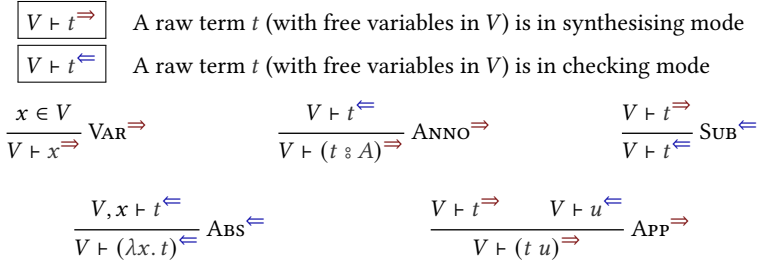 V ⊢ t⇒ A raw term t (with free variables in V) is in synthesising mode
V ⊢ t⇐ A raw term t (with free variables in V) is in checking mode
x ∈ V
V ⊢ x⇒
Var⇒
V ⊢ t⇐
V ⊢ (t ⦂ A)⇒
Anno⇒
V ⊢ t⇒
V ⊢ t⇐
Sub⇐
V, x ⊢ t⇐
V ⊢ (λx. t)⇐
Abs⇐
V ⊢ t⇒ V ⊢ u⇐
V ⊢ (t u)⇒
App⇒